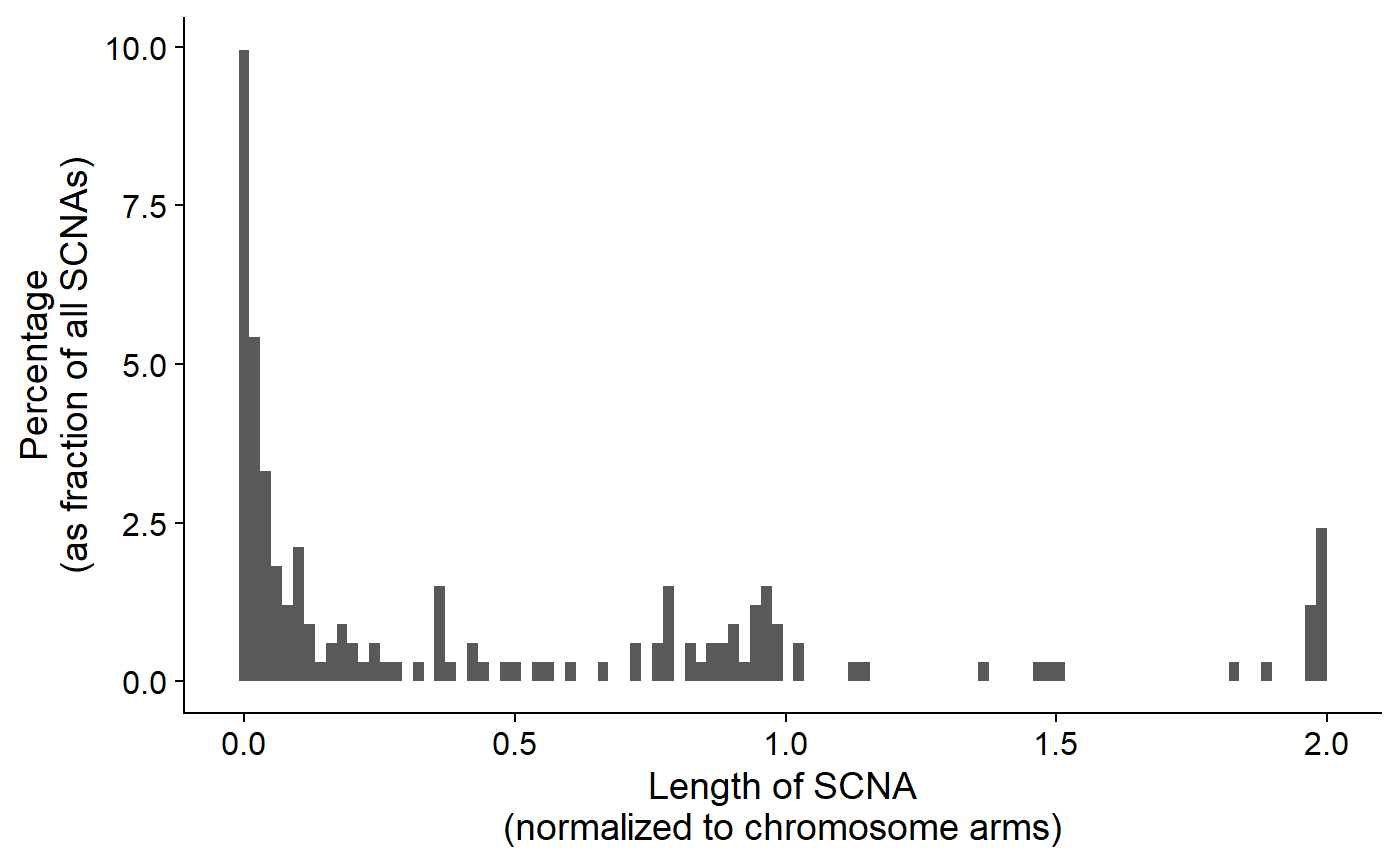 Percentage
(as fraction of all SCNAs)
10.0
7.5
5.0
2.5
0.0
0.0
0.5
1.0
1.5
2.0
Length of SCNA
(normalized to chromosome arms)